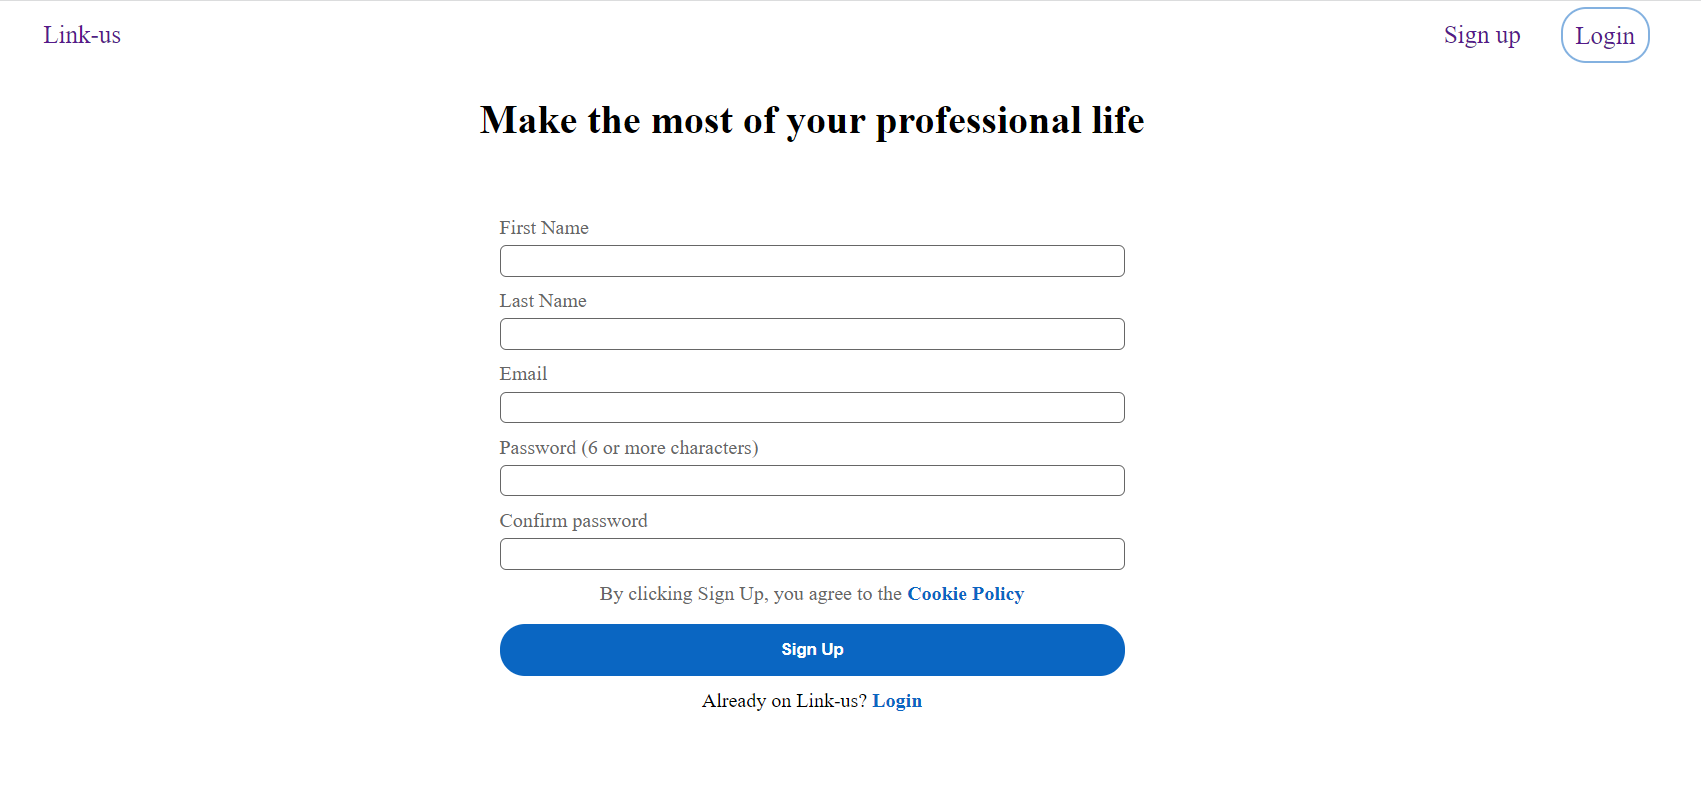 Link-us
Sign up
Login
Make the most of your professional life
First Name
Last Name
Email
Password (6 or more characters)
Confirm password
By clicking Sign Up, you agree to the Cookie Policy
Sign Up
Already on Link-us? Login